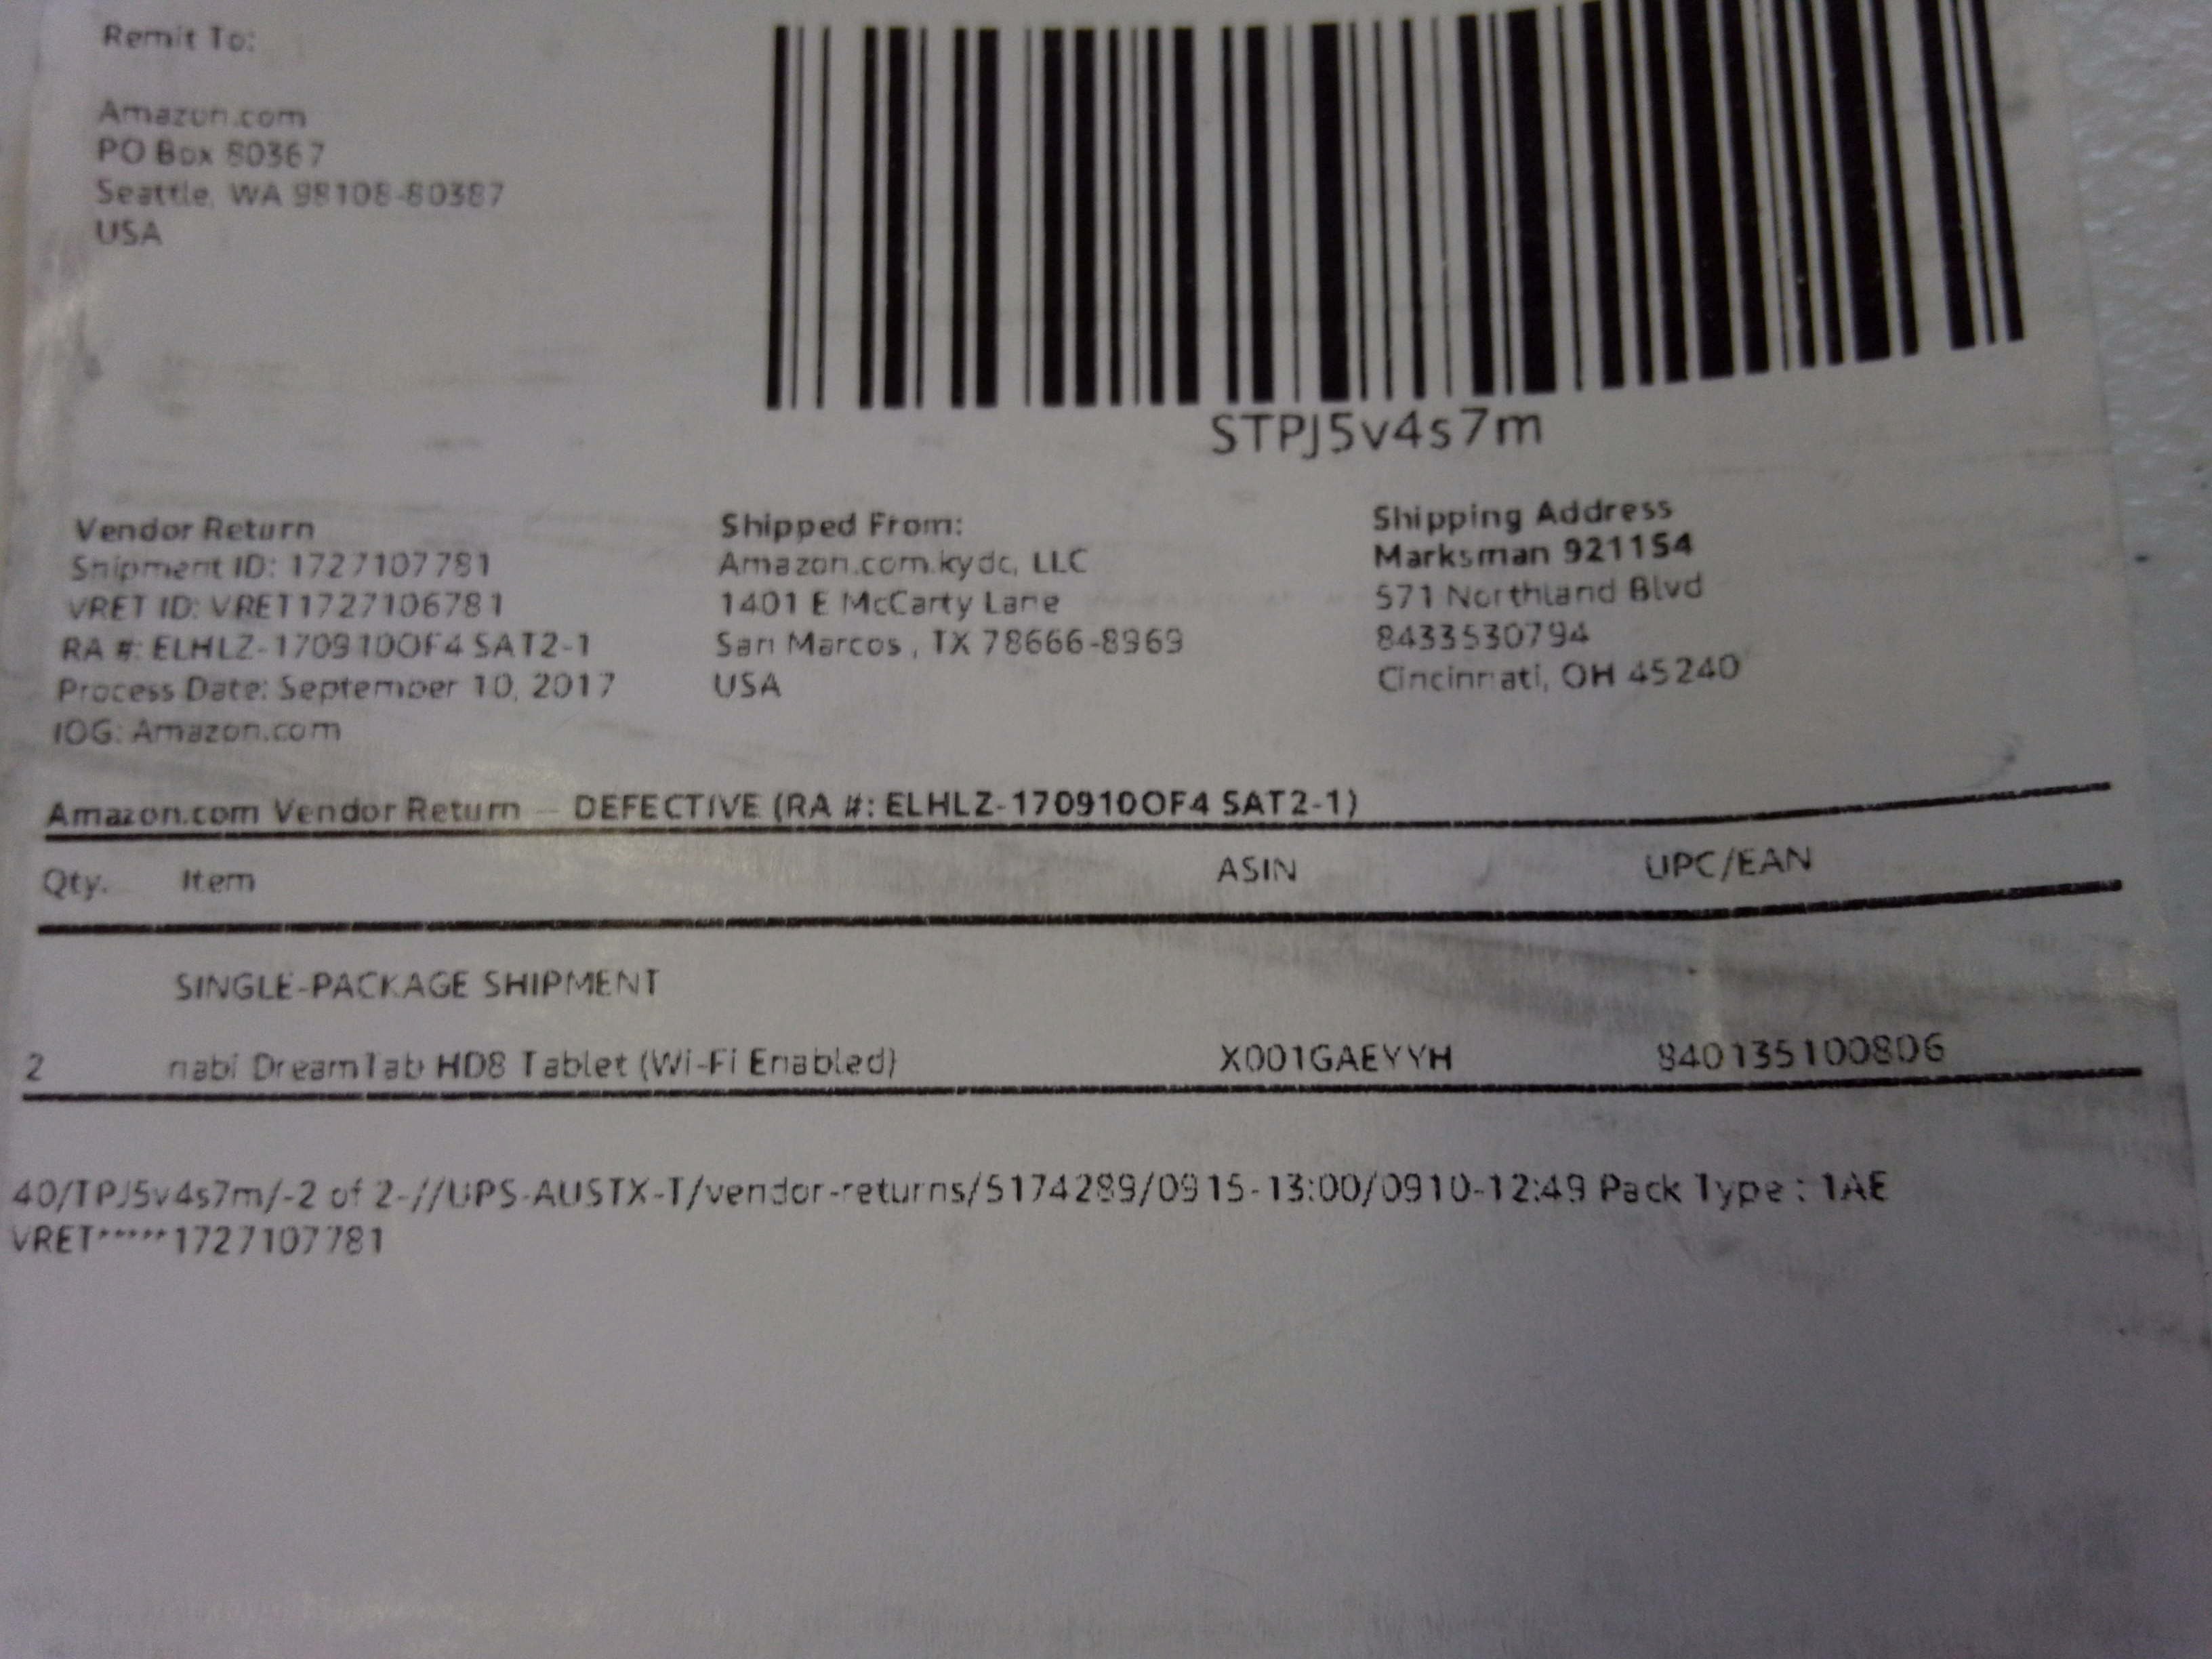 Remit To:
Amazon.com
PO Box 80367
Seattle, WA 98108-80387
USA
STPJ5v4s7m
Vendor Return
Shipment ID: 1727107781
VRET ID: VRET1727106781
RA #: ELHLZ-170910OF4 SAT2-1
Process Date: September 10, 2017
IOG: Amazon.com
Shipped From:
Amazon.com.kydc, LLC
1401 E McCarty Lane
San Marcos , TX 78666-8969
USA
Shipping Address
Marksman 921154
571 Northland Blvd
8433530794
Cincinnati, OH 45240
Amazon.com Vendor Return – DEFECTIVE (RA #: ELHLZ-170910OF4 SAT2-1)
Qty. Item ASIN UPC/EAN
SINGLE-PACKAGE SHIPMENT
2 nabi DreamTab HD8 Tablet (Wi-Fi Enabled) X001GAEYYH 840135100806
40/TPJ5v4s7m/-2 of 2-//UPS-AUSTX-T/vendor-returns/5174289/0915-13:00/0910-12:49 Pack Type : 1AE
VRET*****1727107781